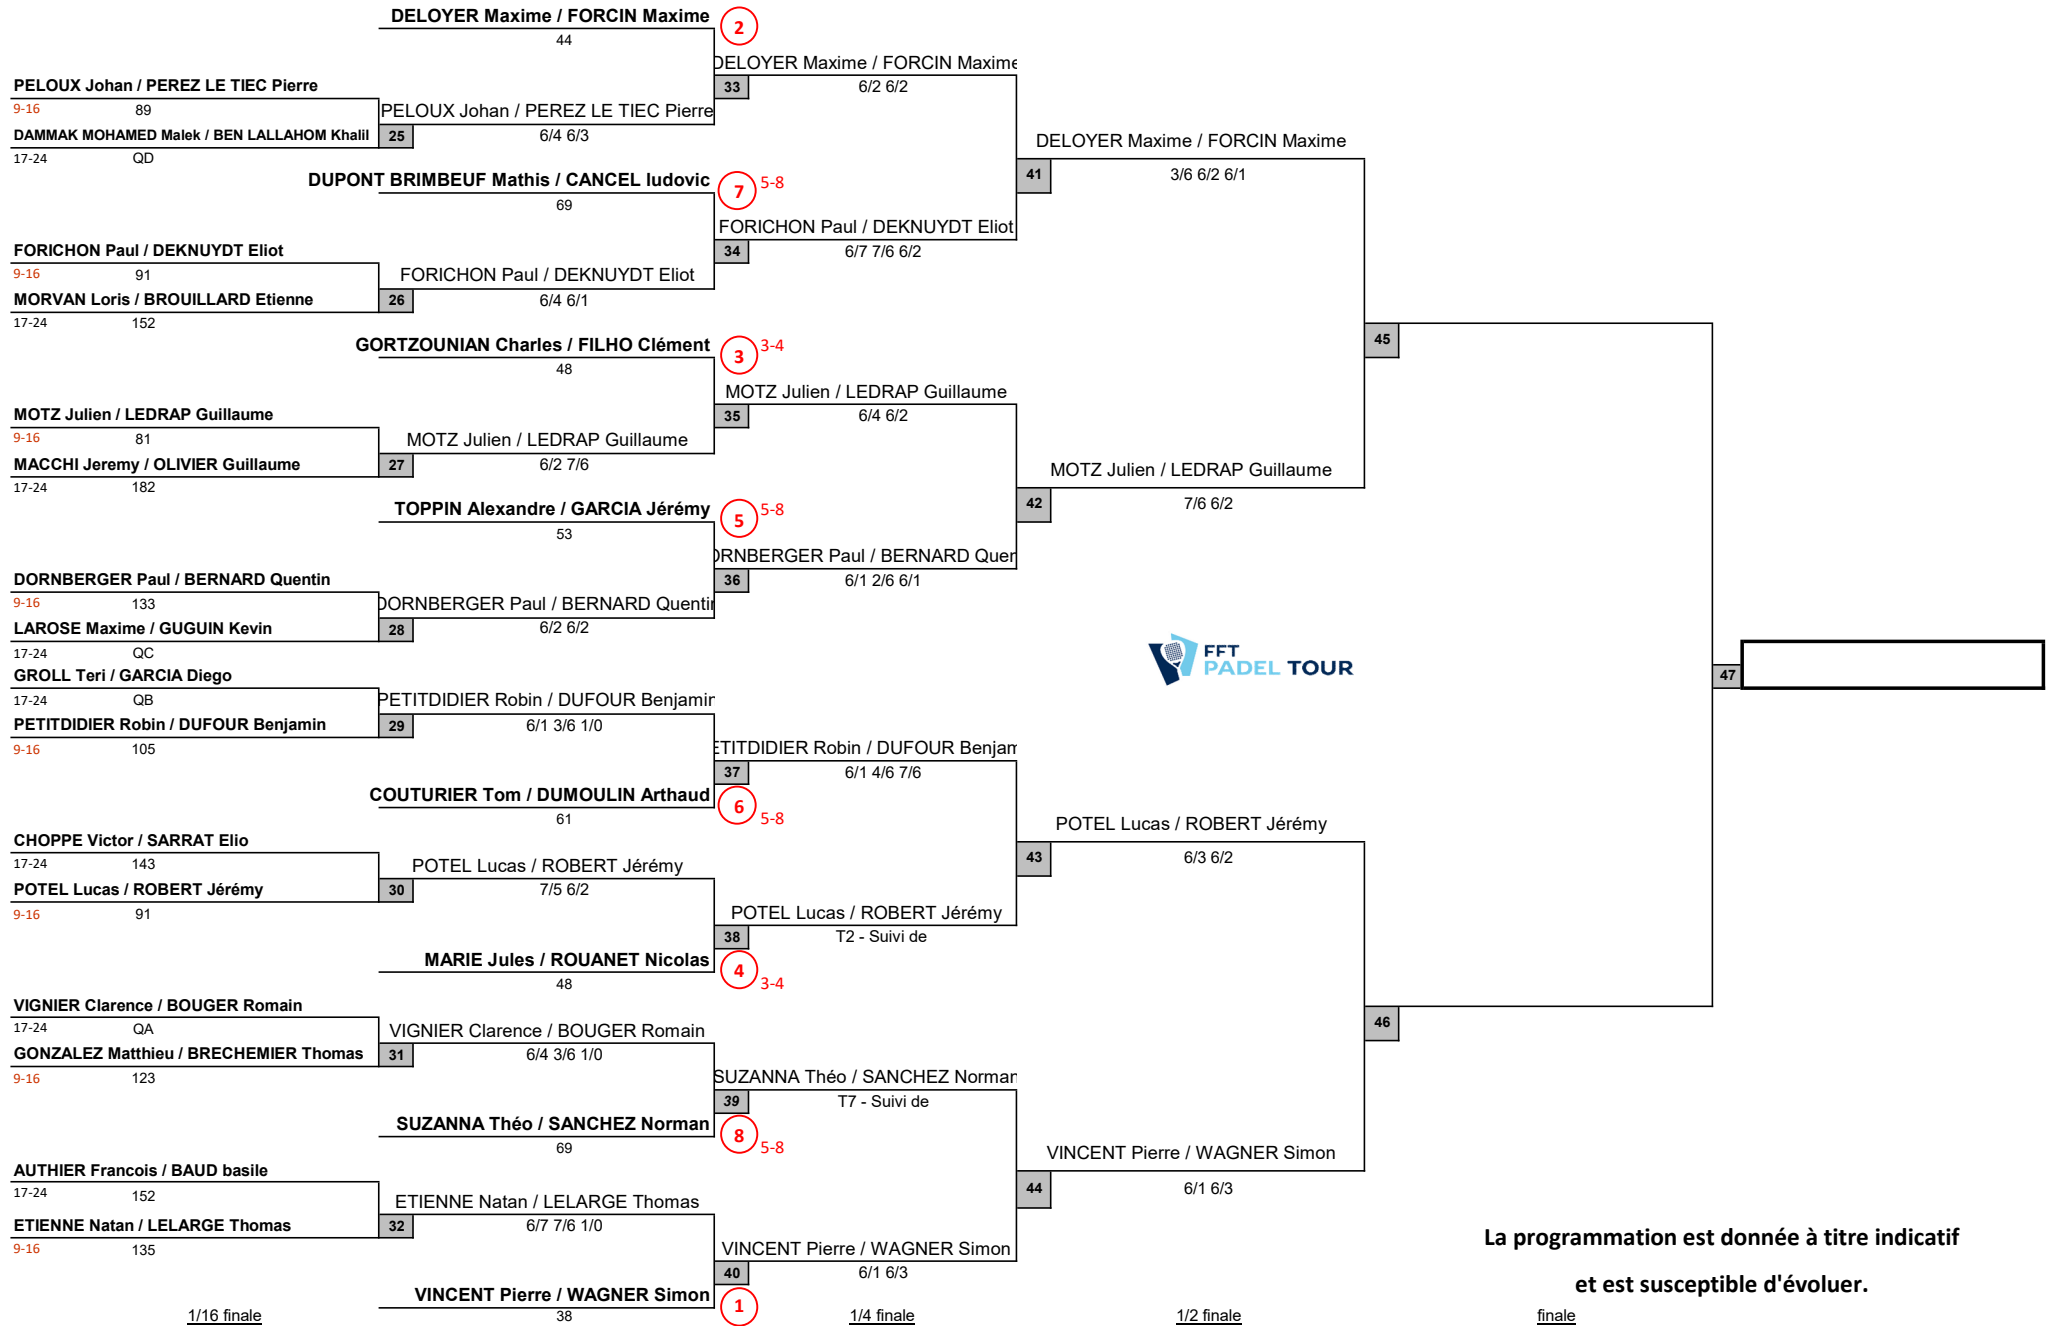 DELOYER Maxime / FORCIN Maxime 2
44
DELOYER Maxime / FORCIN Maxime
PELOUX Johan / PEREZ LE TIEC Pierre 33 6/2 6/2
9-16 89 PELOUX Johan / PEREZ LE TIEC Pierre
DAMMAK MOHAMED Malek / BEN LALLAHOM Khalil 25 6/4 6/3 DELOYER Maxime / FORCIN Maxime
17-24 QD
DUPONT BRIMBEUF Mathis / CANCEL ludovic 7 5-8 41 3/6 6/2 6/1
69
FORICHON Paul / DEKNUYDT Eliot
FORICHON Paul / DEKNUYDT Eliot 34 6/7 7/6 6/2
9-16 91 FORICHON Paul / DEKNUYDT Eliot
MORVAN Loris / BROUILLARD Etienne 26 6/4 6/1
17-24 152
GORTZOUNIAN Charles / FILHO Clément 3 3-4 45
48
MOTZ Julien / LEDRAP Guillaume
MOTZ Julien / LEDRAP Guillaume 35 6/4 6/2
9-16 81 MOTZ Julien / LEDRAP Guillaume
MACCHI Jeremy / OLIVIER Guillaume 27 6/2 7/6 MOTZ Julien / LEDRAP Guillaume
17-24 182
TOPPIN Alexandre / GARCIA Jérémy 5 5-8 42 7/6 6/2
53
ORNBERGER Paul / BERNARD Quer
DORNBERGER Paul / BERNARD Quentin 36 6/1 2/6 6/1
9-16 133 DORNBERGER Paul / BERNARD Quentin
LAROSE Maxime / GUGUIN Kevin 28 6/2 6/2
17-24 QC FFT
GROLL Teri / GARCIA Diego PADEL TOUR 47
17-24 QB PETITDIDIER Robin / DUFOUR Benjamin
PETITDIDIER Robin / DUFOUR Benjamin 29 6/1 3/6 1/0
9-16 105 ETITDIDIER Robin / DUFOUR Benjam
37 6/1 4/6 7/6
COUTURIER Tom / DUMOULIN Arthaud 6 5-8
61 POTEL Lucas / ROBERT Jérémy
CHOPPE Victor / SARRAT Elio
17-24 143 POTEL Lucas / ROBERT Jérémy 43 6/3 6/2
POTEL Lucas / ROBERT Jérémy 30 7/5 6/2
9-16 91 POTEL Lucas / ROBERT Jérémy
38 T2 - Suivi de
MARIE Jules / ROUANET Nicolas 4 3-4
48
VIGNIER Clarence / BOUGER Romain
17-24 QA VIGNIER Clarence / BOUGER Romain 46
GONZALEZ Matthieu / BRECHEMIER Thomas 31 6/4 3/6 1/0
9-16 123 SUZANNA Théo / SANCHEZ Norman
39 T7 - Suivi de
SUZANNA Théo / SANCHEZ Norman 8 5-8
69 VINCENT Pierre / WAGNER Simon
AUTHIER Francois / BAUD basile
17-24 152 ETIENNE Natan / LELARGE Thomas 44 6/1 6/3
ETIENNE Natan / LELARGE Thomas 32 6/7 7/6 1/0
9-16 135 VINCENT Pierre / WAGNER Simon
40 6/1 6/3
VINCENT Pierre / WAGNER Simon 1
38
La programmation est donnée à titre indicatif
et est susceptible d'évoluer.
1/16 finale 1/4 finale 1/2 finale finale